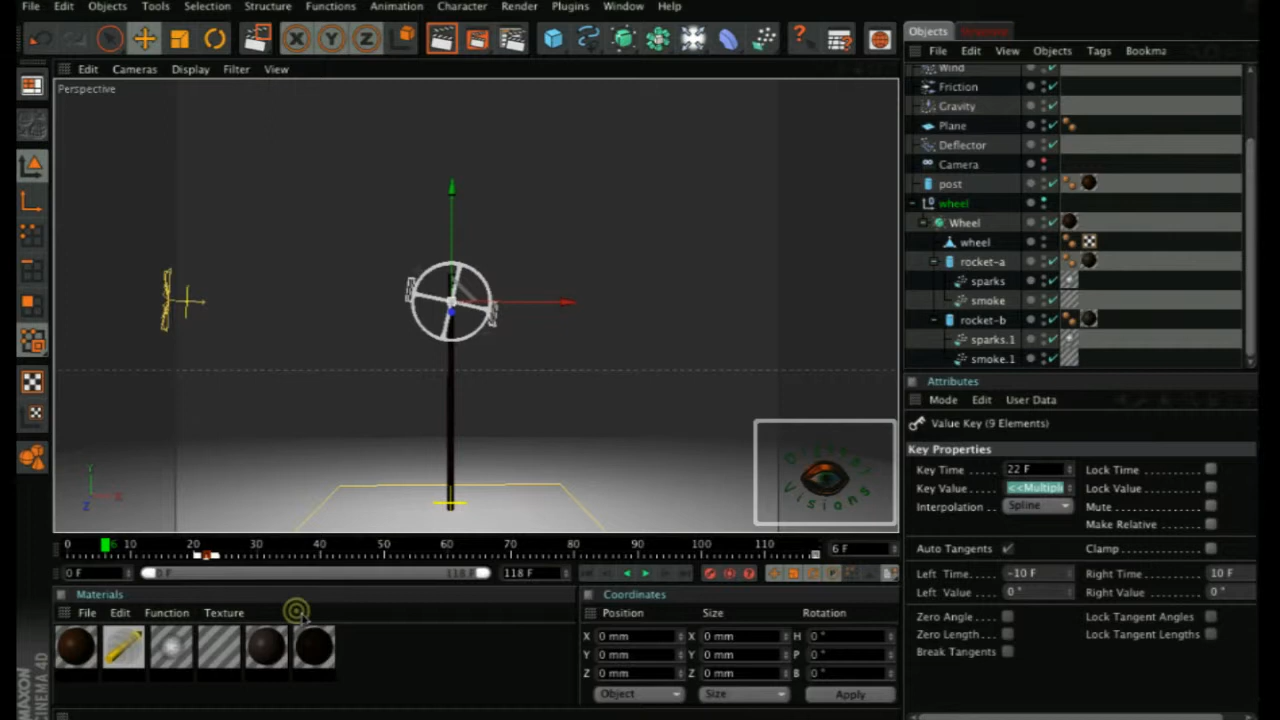 File Edit Objects Tools Selection Structure Functions Animation Character Render Plugins Window Help
Objects
File Edit View Objects Tags Bookma
Edit Cameras Display Filter View
Perspective
Wind
Friction
Gravity
Plane
Deflector
Camera
post
wheel
Wheel
wheel
rocket-a
sparks
smoke
rocket-b
sparks.1
smoke.1
Y
X
Z
Digital
Visions
Attributes
Mode Edit User Data
Value Key (9 Elements)
Key Properties
Key Time 22 F Lock Time
Key Value <<Multipl Lock Value
Interpolation Spline Mute
Make Relative
Auto Tangents Clamp
Left Time -10 F Right Time 10 F
Left Value 0 ° Right Value 0 °
Zero Angle Lock Tangent Angles
Zero Length Lock Tangent Lengths
Break Tangents
0 6 10 20 30 40 50 60 70 80 90 100 110 6 F
0 F 0 F 118 F 118 F
Materials
File Edit Function Texture
Coordinates
Position Size Rotation
X 0 mm X 0 mm H 0 °
Y 0 mm Y 0 mm P 0 °
Z 0 mm Z 0 mm B 0 °
Object Size Apply
MAXON
CINEMA 4D